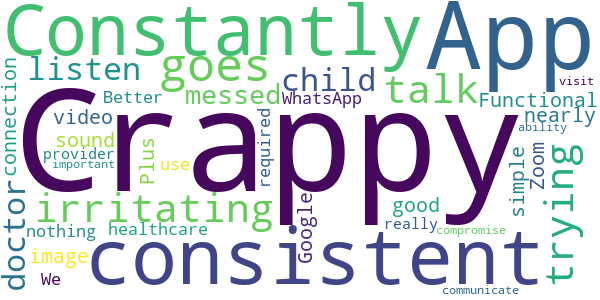 Constantly
App
listen
goes
child
talk
messed
WhatsApp
Functional
visit
connection
video
Better
nearly
ability
Crappy
sound
provider
important
Plus
use
required
simple
Zoom
trying
doctor
irritating
good
really
compromise
nothing
healthcare
Google
image
We
consistent
communicate